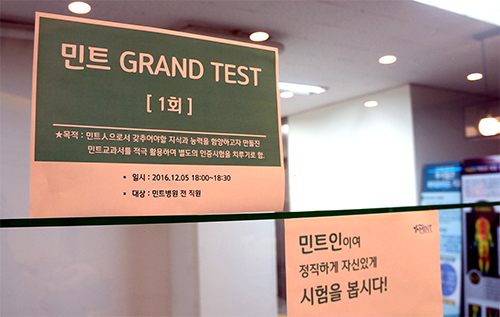 민트 GRAND TEST
[ 1회 ]
★목적 : 민트人으로서 갖추어야할 지식과 능력을 함양하고자 만들진
민트교과서를 적극 활용하여 별도의 인증시험을 치루기로 함.
• 일시 : 2016.12.05 18:00~18:30
• 대상 : 민트병원 전 직원
민트인이여
정직하게 자신있게
시험을 봅시다!